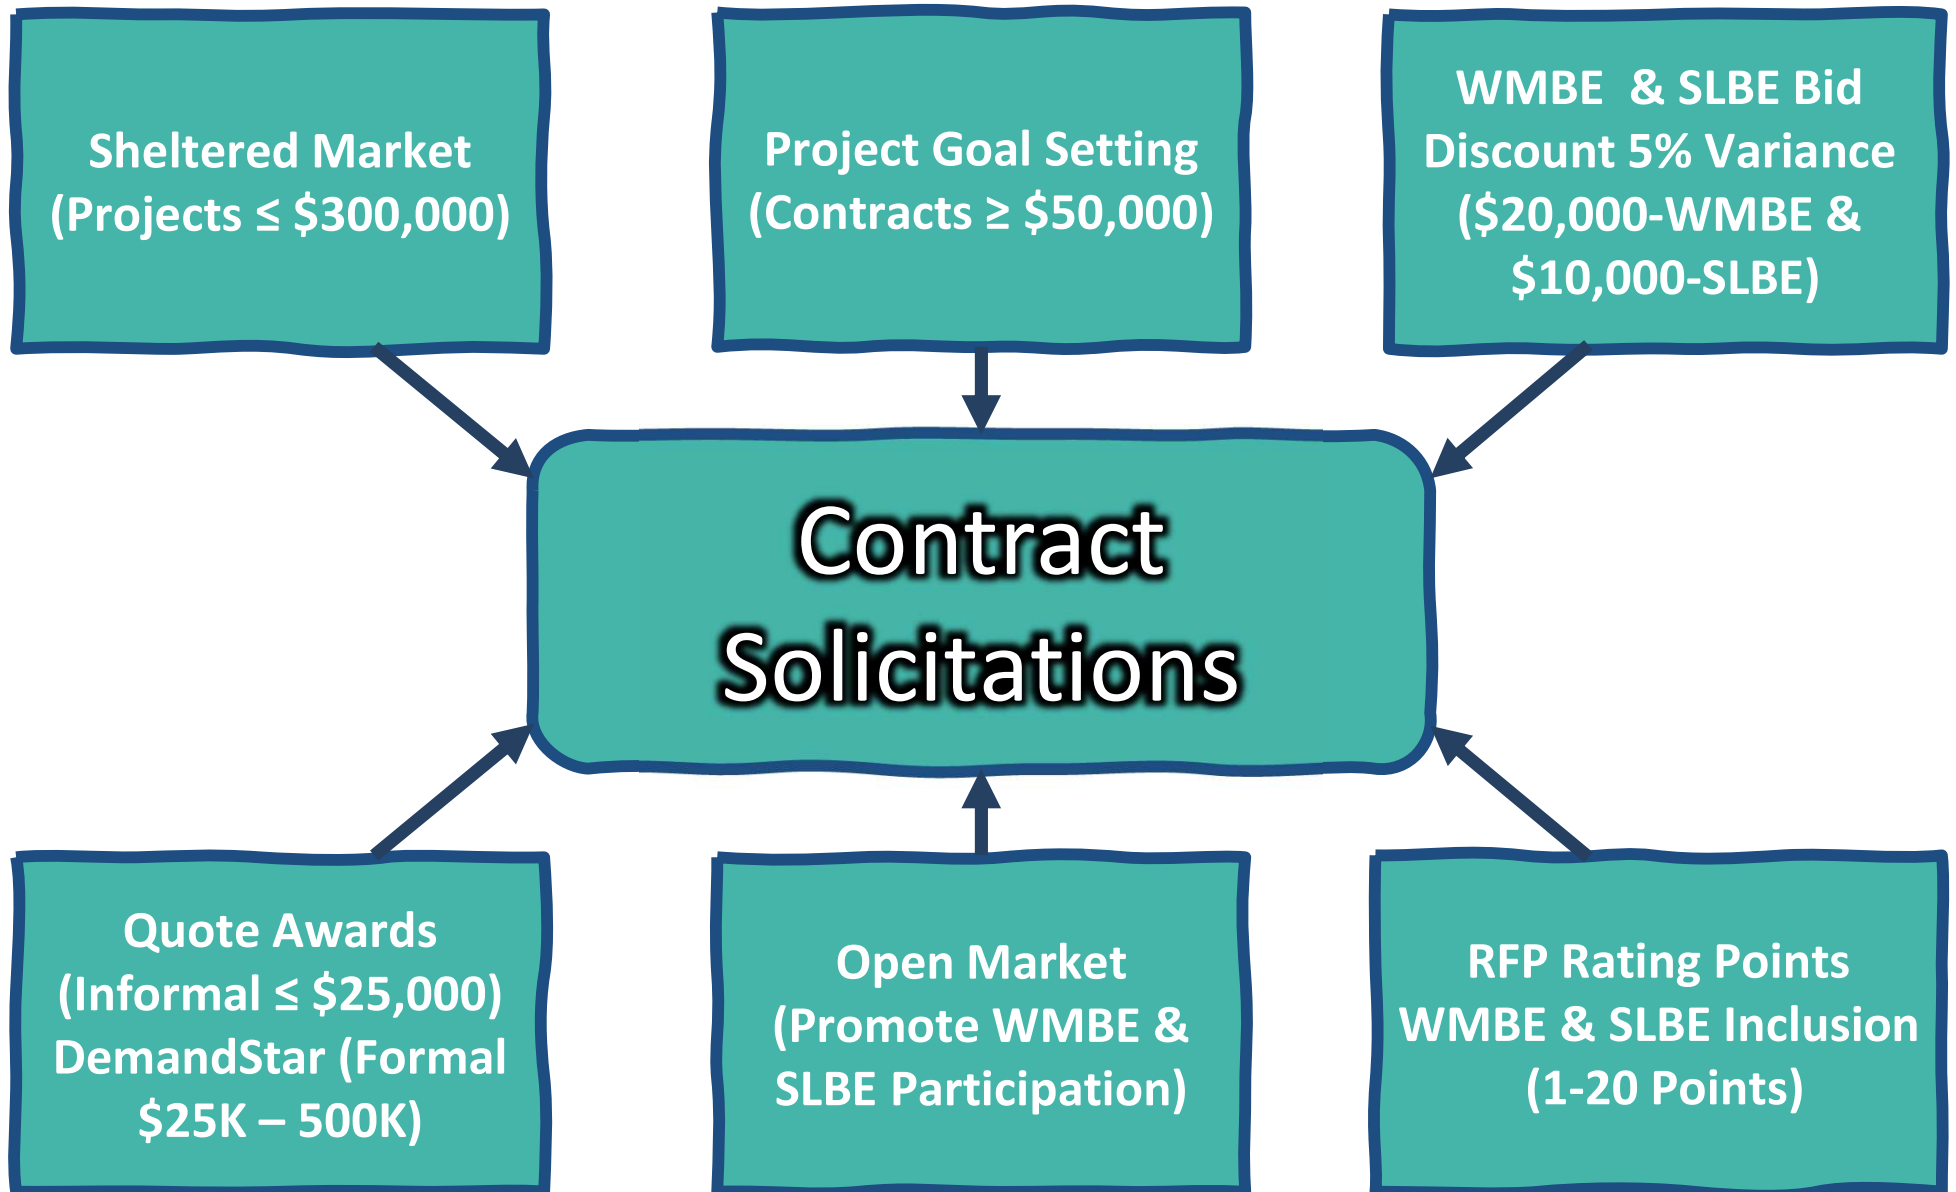 Sheltered Market
(Projects ≤ $300,000)
Project Goal Setting
(Contracts ≥ $50,000)
WMBE & SLBE Bid
Discount 5% Variance
($20,000-WMBE &
$10,000-SLBE)
Contract
Solicitations
Quote Awards
(Informal ≤ $25,000)
DemandStar (Formal
$25K – 500K)
Open Market
(Promote WMBE &
SLBE Participation)
RFP Rating Points
WMBE & SLBE Inclusion
(1-20 Points)